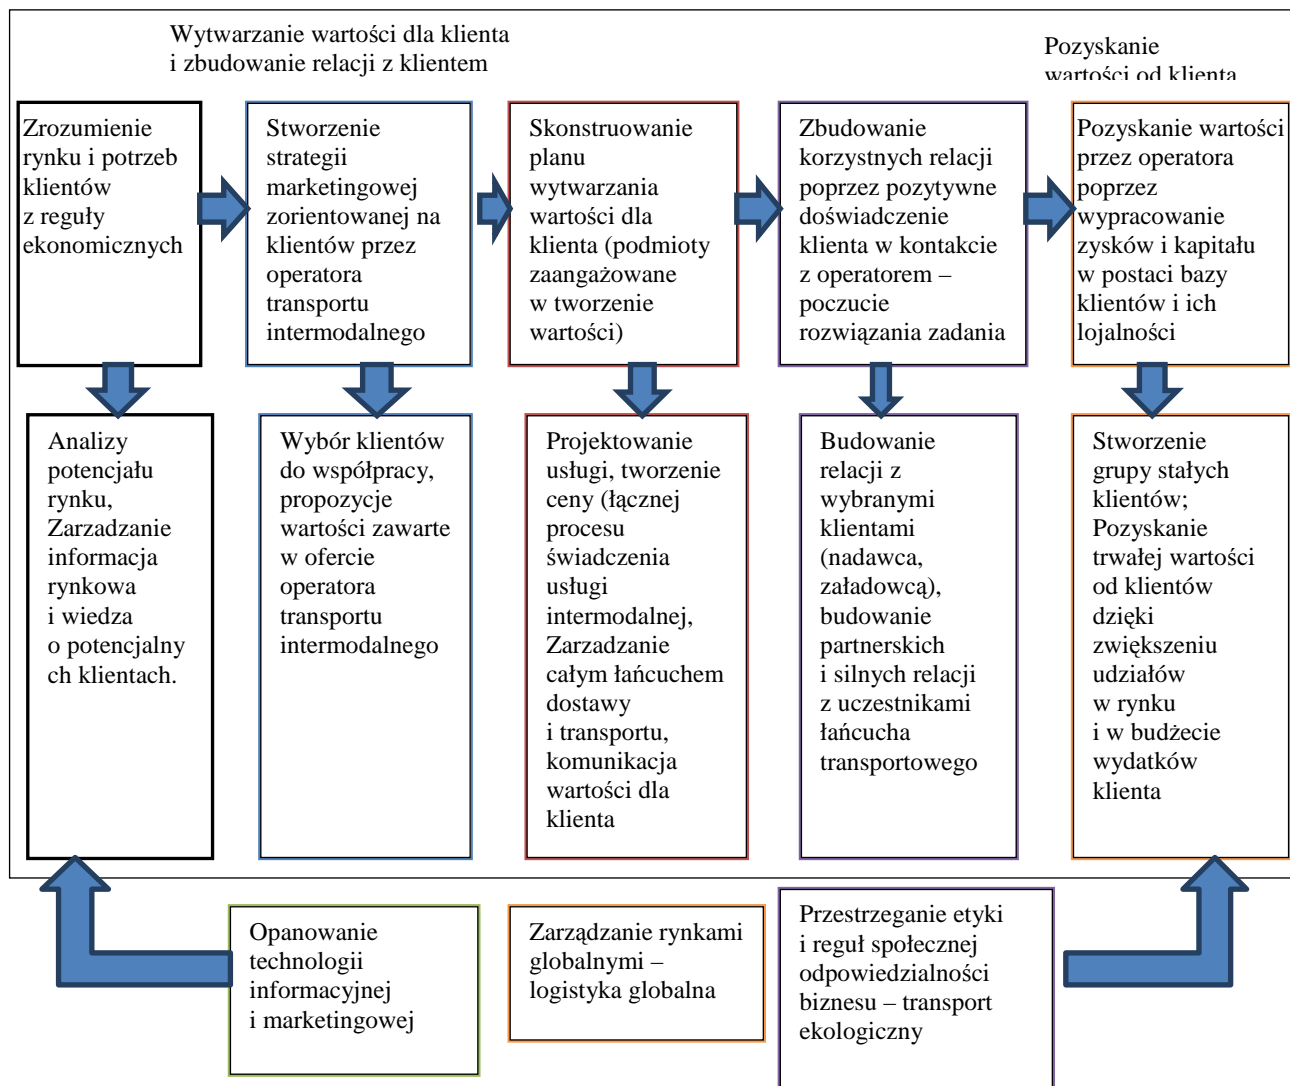 Wytwarzanie wartości dla klienta
i zbudowanie relacji z klientem
Pozyskanie
wartości od klienta
Zrozumienie
rynku i potrzeb
klientów
z reguły
ekonomicznych
Stworzenie
strategii
marketingowej
zorientowanej na
klientów przez
operatora
transportu
intermodalnego
Skonstruowanie
planu
wytwarzania
wartości dla
klienta (podmioty
zaangażowane
w tworzenie
wartości)
Zbudowanie
korzystnych relacji
poprzez pozytywne
doświadczenie
klienta w kontakcie
z operatorem –
poczucie
rozwiązania zadania
Pozyskanie wartości
przez operatora
poprzez
wypracowanie
zysków i kapitału
w postaci bazy
klientów i ich
lojalności
Analizy
potencjału
rynku,
Zarzadzanie
informacja
rynkowa
i wiedza
o potencjalny
ch klientach.
Wybór klientów
do współpracy,
propozycje
wartości zawarte
w ofercie
operatora
transportu
intermodalnego
Projektowanie
usługi, tworzenie
ceny (łącznej
procesu
świadczenia
usługi
intermodalnej,
Zarzadzanie
całym łańcuchem
dostawy
i transportu,
komunikacja
wartości dla
klienta
Budowanie
relacji z
wybranymi
klientami
(nadawca,
załadowcą),
budowanie
partnerskich
i silnych relacji
z uczestnikami
łańcucha
transportowego
Stworzenie
grupy stałych
klientów;
Pozyskanie
trwałej wartości
od klientów
dzięki
zwiększeniu
udziałów
w rynku
i w budżecie
wydatków
klienta
Opanowanie
technologii
informacyjnej
i marketingowej
Zarządzanie rynkami
globalnymi –
logistyka globalna
Przestrzeganie etyki
i reguł społecznej
odpowiedzialności
biznesu – transport
ekologiczny